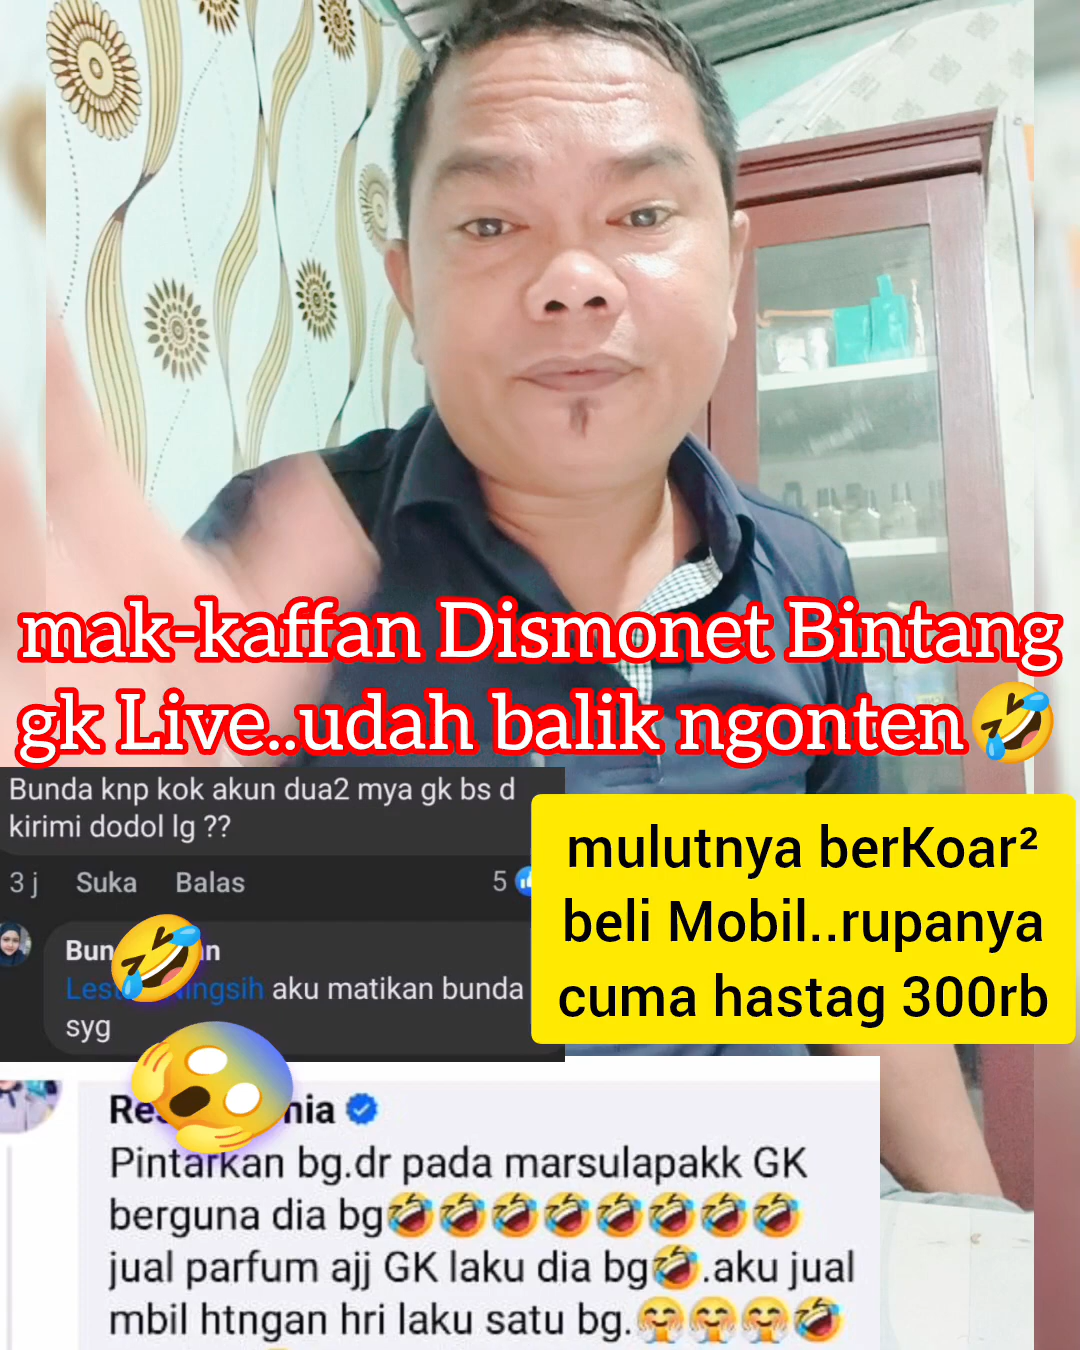 mak-kaffan Dismonet Bintang
gk Live..udah balik ngonten🤣
Bunda knp kok akun dua2 mya gk bs d
kirimi dodol lg ??
3 j Suka Balas 5
mulutnya berKoar²
beli Mobil..rupanya
cuma hastag 300rb
aku matikan bunda
syg
Pintarkan bg.dr pada marsulapakk GK
berguna dia bg🤣🤣🤣🤣🤣🤣🤣🤣
jual parfum ajj GK laku dia bg🤣.aku jual
mbil htngan hri laku satu bg.🤗🤗🤗🤣